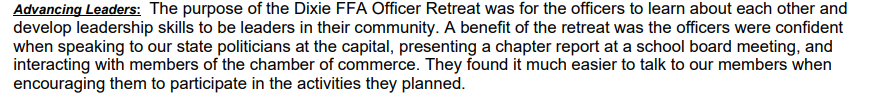 Advancing Leaders: The purpose of the Dixie FFA Officer Retreat was for the officers to learn about each other and
develop leadership skills to be leaders in their community. A benefit of the retreat was the officers were confident
when speaking to our state politicians at the capital, presenting a chapter report at a school board meeting, and
interacting with members of the chamber of commerce. They found it much easier to talk to our members when
encouraging them to participate in the activities they planned.